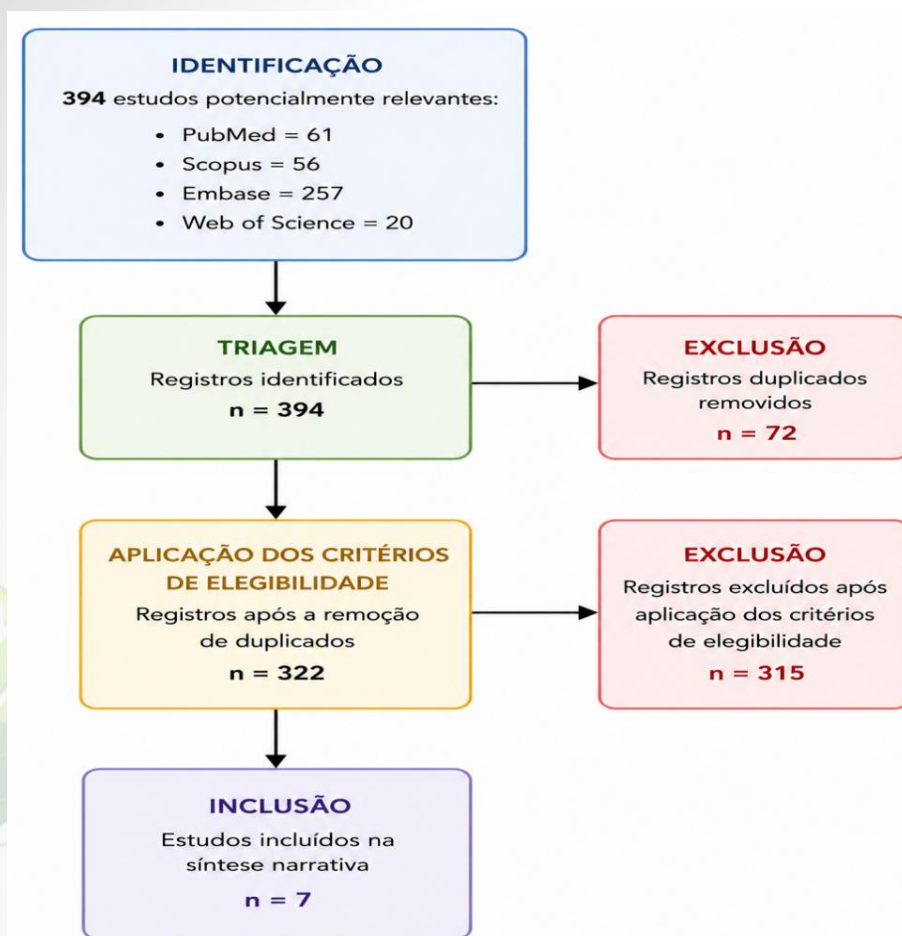 IDENTIFICAÇÃO
394 estudos potencialmente relevantes:
• PubMed = 61
• Scopus = 56
• Embase = 257
• Web of Science = 20
TRIAGEM
Registros identificados
n = 394
EXCLUSÃO
Registros duplicados
removidos
n = 72
APLICAÇÃO DOS CRITÉRIOS
DE ELEGIBILIDADE
Registros após a remoção
de duplicados
n = 322
EXCLUSÃO
Registros excluídos após
aplicação dos critérios
de elegibilidade
n = 315
INCLUSÃO
Estudos incluídos na
síntese narrativa
n = 7